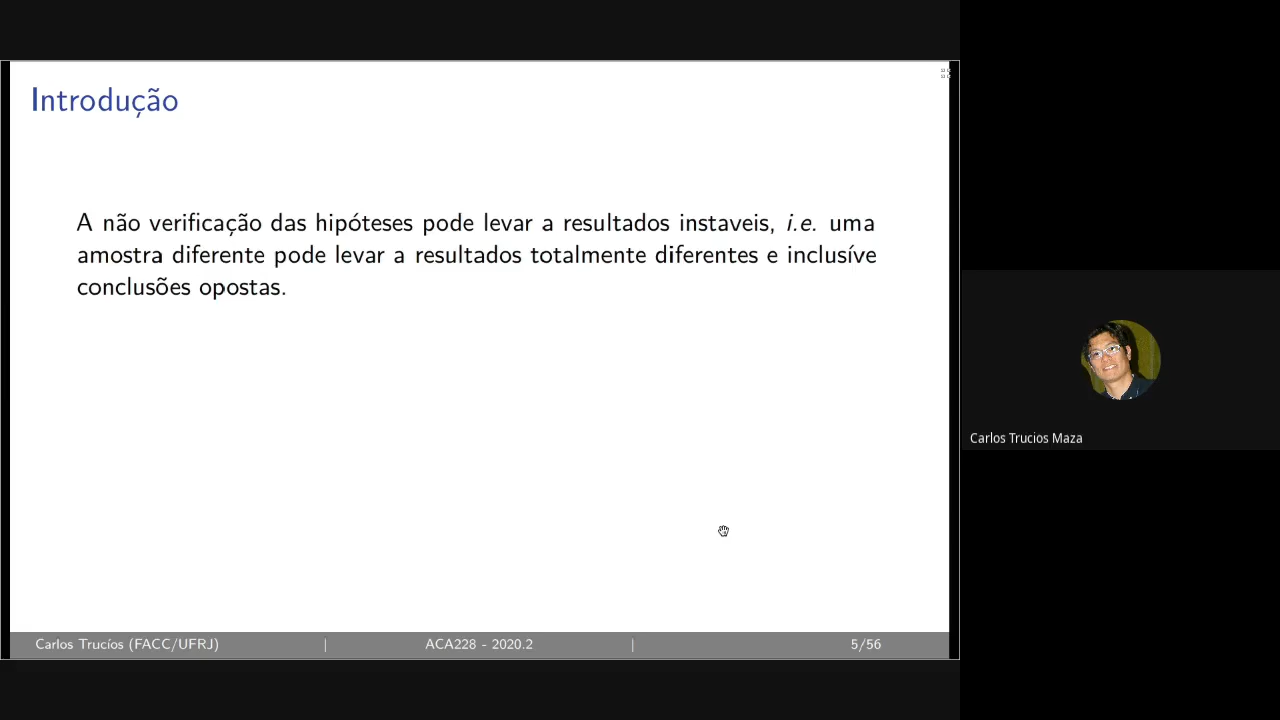 Introdução
A não verificação das hipóteses pode levar a resultados instaveis, i.e. uma
amostra diferente pode levar a resultados totalmente diferentes e inclusíve
conclusões opostas.
Carlos Trucíos (FACC/UFRJ) | ACA228 - 2020.2 | 5/56
Carlos Trucios Maza